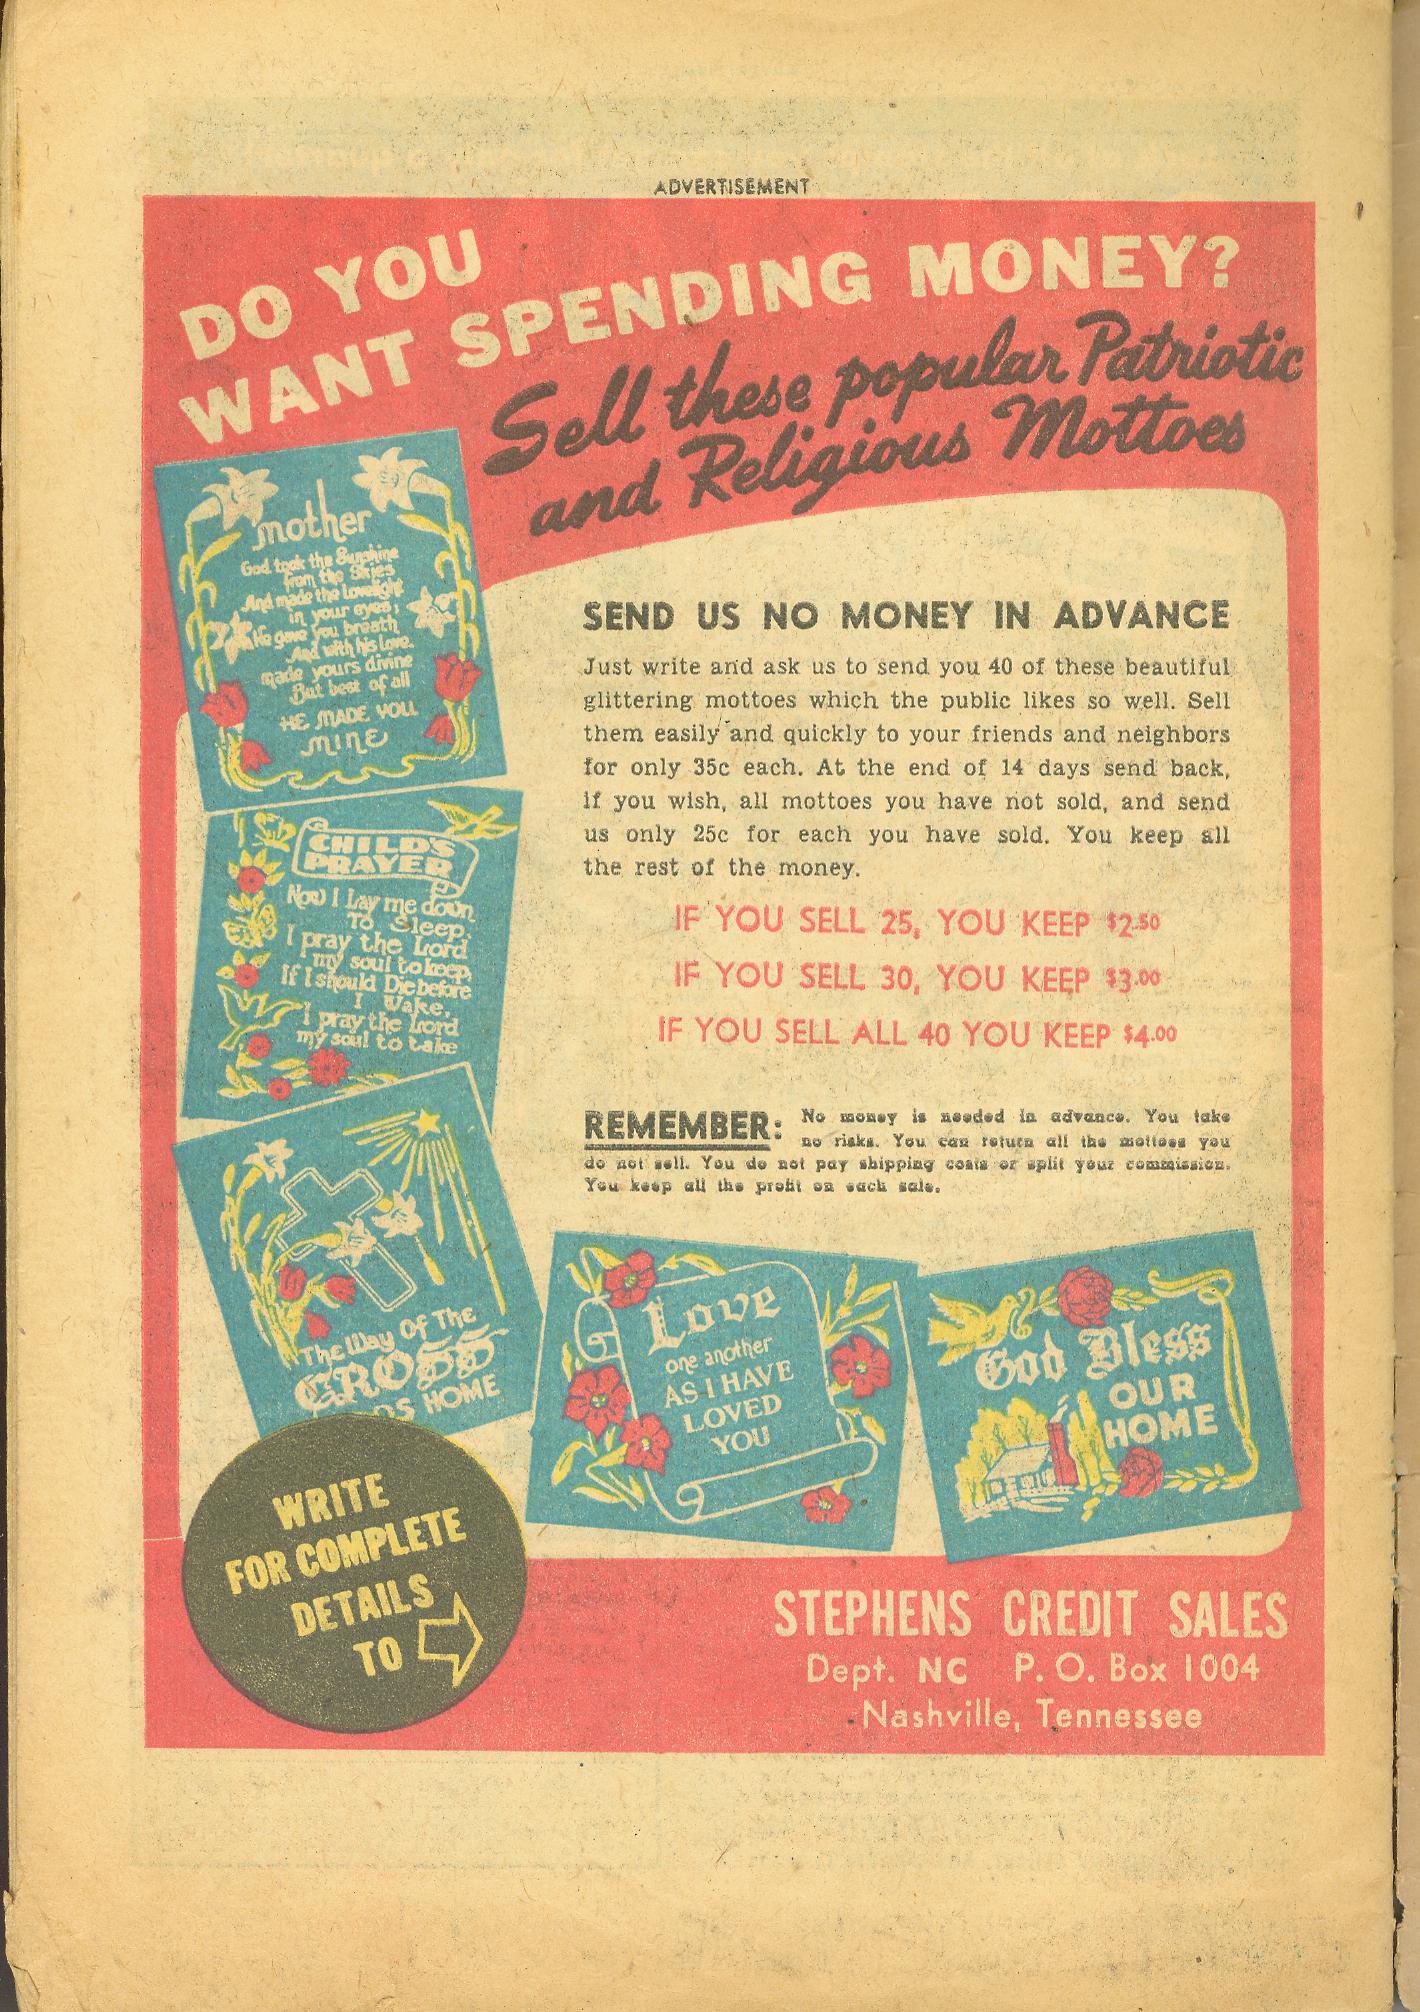 ADVERTISEMENT
DO YOU
WANT SPENDING MONEY?
Sell these popular Patriotic
and Religious Mottoes
mother
God took the Sunshine
from the Skies
And made the Lovelight
in your eyes;
He gave you breath
And with his love.
made yours divine
But best of all
HE MADE YOU
MINE
SEND US NO MONEY IN ADVANCE
Just write and ask us to send you 40 of these beautiful
glittering mottoes which the public likes so well. Sell
them easily and quickly to your friends and neighbors
for only 35c each. At the end of 14 days send back,
if you wish, all mottoes you have not sold, and send
us only 25c for each you have sold. You keep all
the rest of the money.
IF YOU SELL 25, YOU KEEP $2.50
IF YOU SELL 30, YOU KEEP $3.00
IF YOU SELL ALL 40 YOU KEEP $4.00
REMEMBER: No money is needed in advance. You take
no risks. You can return all the mottoes you
do not sell. You do not pay shipping costs or split your commission.
You keep all the profit on each sale.
CHILD'S
PRAYER
Now I Lay me down
To Sleep.
I pray the Lord
my soul to keep,
If I should Die before
I Wake,
I pray the Lord
my soul to take
The Way Of The
CROSS
DS HOME
Love
one another
AS I HAVE
LOVED
YOU
God Bless
OUR
HOME
WRITE
FOR COMPLETE
DETAILS
TO
STEPHENS CREDIT SALES
Dept. NC P. O. Box 1004
Nashville, Tennessee